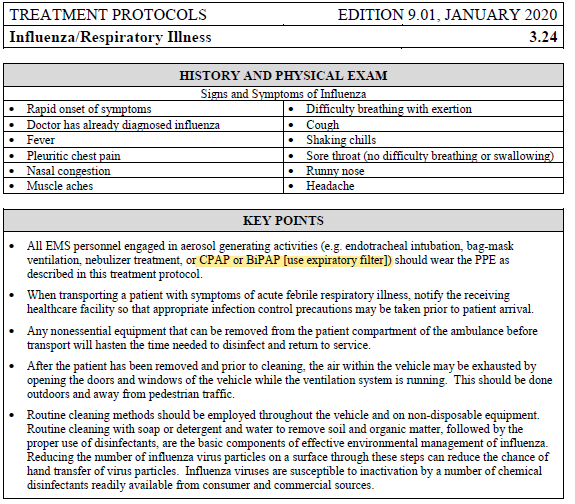 TREATMENT PROTOCOLS EDITION 9.01, JANUARY 2020
Influenza/Respiratory Illness 3.24
HISTORY AND PHYSICAL EXAM
Signs and Symptoms of Influenza
• Rapid onset of symptoms • Difficulty breathing with exertion
• Doctor has already diagnosed influenza • Cough
• Fever • Shaking chills
• Pleuritic chest pain • Sore throat (no difficulty breathing or swallowing)
• Nasal congestion • Runny nose
• Muscle aches • Headache
KEY POINTS
• All EMS personnel engaged in aerosol generating activities (e.g. endotracheal intubation, bag-mask
ventilation, nebulizer treatment, or CPAP or BiPAP [use expiratory filter]) should wear the PPE as
described in this treatment protocol.
• When transporting a patient with symptoms of acute febrile respiratory illness, notify the receiving
healthcare facility so that appropriate infection control precautions may be taken prior to patient arrival.
• Any nonessential equipment that can be removed from the patient compartment of the ambulance before
transport will hasten the time needed to disinfect and return to service.
• After the patient has been removed and prior to cleaning, the air within the vehicle may be exhausted by
opening the doors and windows of the vehicle while the ventilation system is running. This should be done
outdoors and away from pedestrian traffic.
• Routine cleaning methods should be employed throughout the vehicle and on non-disposable equipment.
Routine cleaning with soap or detergent and water to remove soil and organic matter, followed by the
proper use of disinfectants, are the basic components of effective environmental management of influenza.
Reducing the number of influenza virus particles on a surface through these steps can reduce the chance of
hand transfer of virus particles. Influenza viruses are susceptible to inactivation by a number of chemical
disinfectants readily available from consumer and commercial sources.